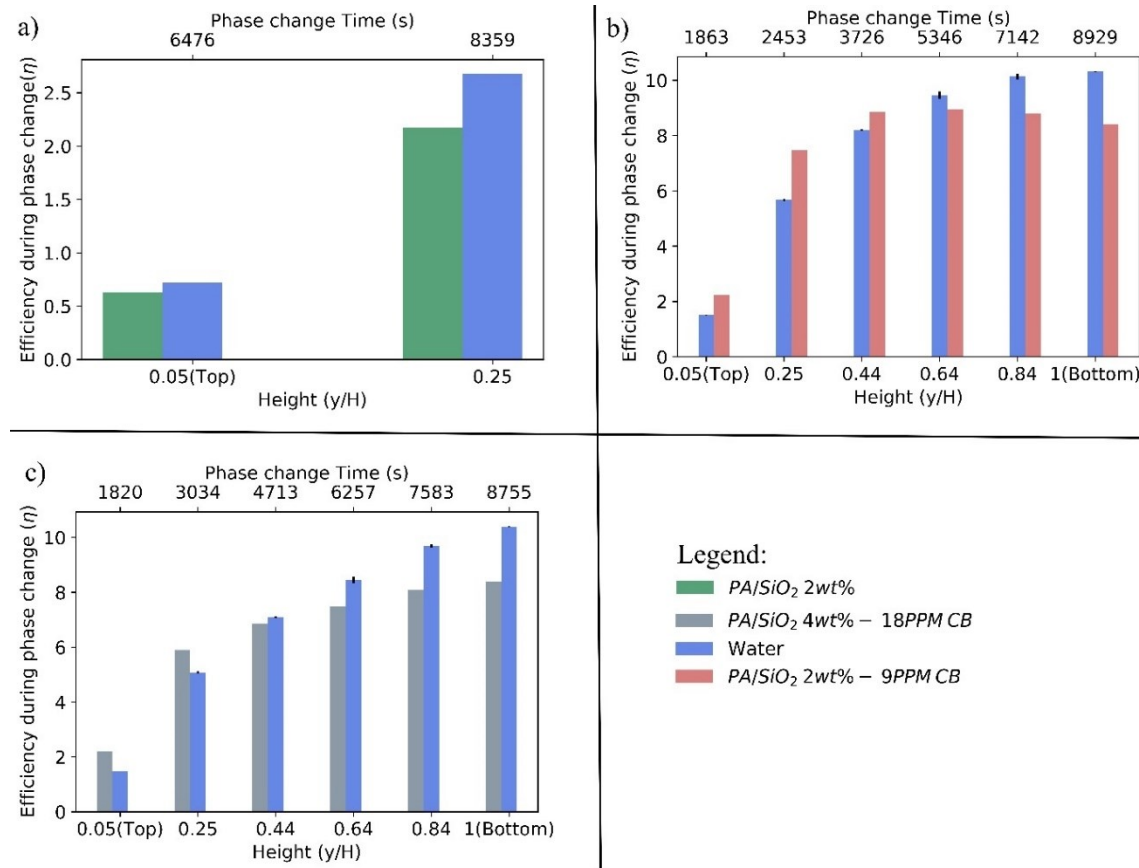 a)
Phase change Time (s)
6476 8359
Efficiency during phase change(η)
2.5
2.0
1.5
1.0
0.5
0.0
0.05(Top) 0.25
Height (y/H)
b)
Phase change Time (s)
1863 2453 3726 5346 7142 8929
Efficiency during phase change (η)
10
8
6
4
2
0
0.05(Top) 0.25 0.44 0.64 0.84 1(Bottom)
Height (y/H)
c)
Phase change Time (s)
1820 3034 4713 6257 7583 8755
Efficiency during phase change (η)
10
8
6
4
2
0
0.05(Top) 0.25 0.44 0.64 0.84 1(Bottom)
Height (y/H)
Legend:
PA/SiO₂ 2wt%
PA/SiO₂ 4wt% − 18PPM CB
Water
PA/SiO₂ 2wt% − 9PPM CB